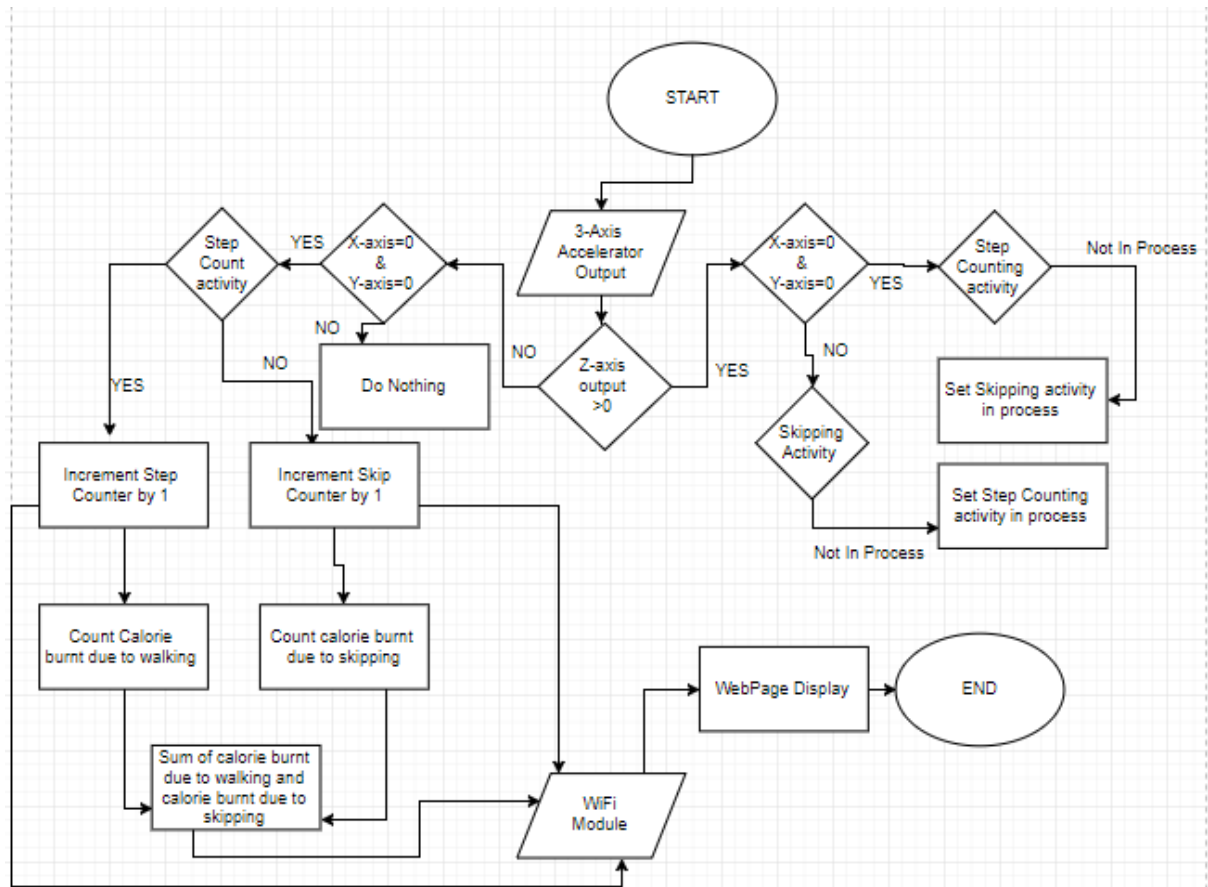 START
3-Axis
Accelerator
Output
Step
Count
activity
YES
X-axis=0
&
Y-axis=0
X-axis=0
&
Y-axis=0
YES
Step
Counting
activity
Not In Process
NO
Do Nothing
NO
Z-axis
output
>0
YES
NO
NO
YES
Skipping
Activity
Set Skipping activity
in process
Increment Step
Counter by 1
Increment Skip
Counter by 1
Set Step Counting
activity in process
Not In Process
Count Calorie
burnt due to walking
Count calorie burnt
due to skipping
WebPage Display
END
Sum of calorie burnt
due to walking and
calorie burnt due to
skipping
WiFi
Module